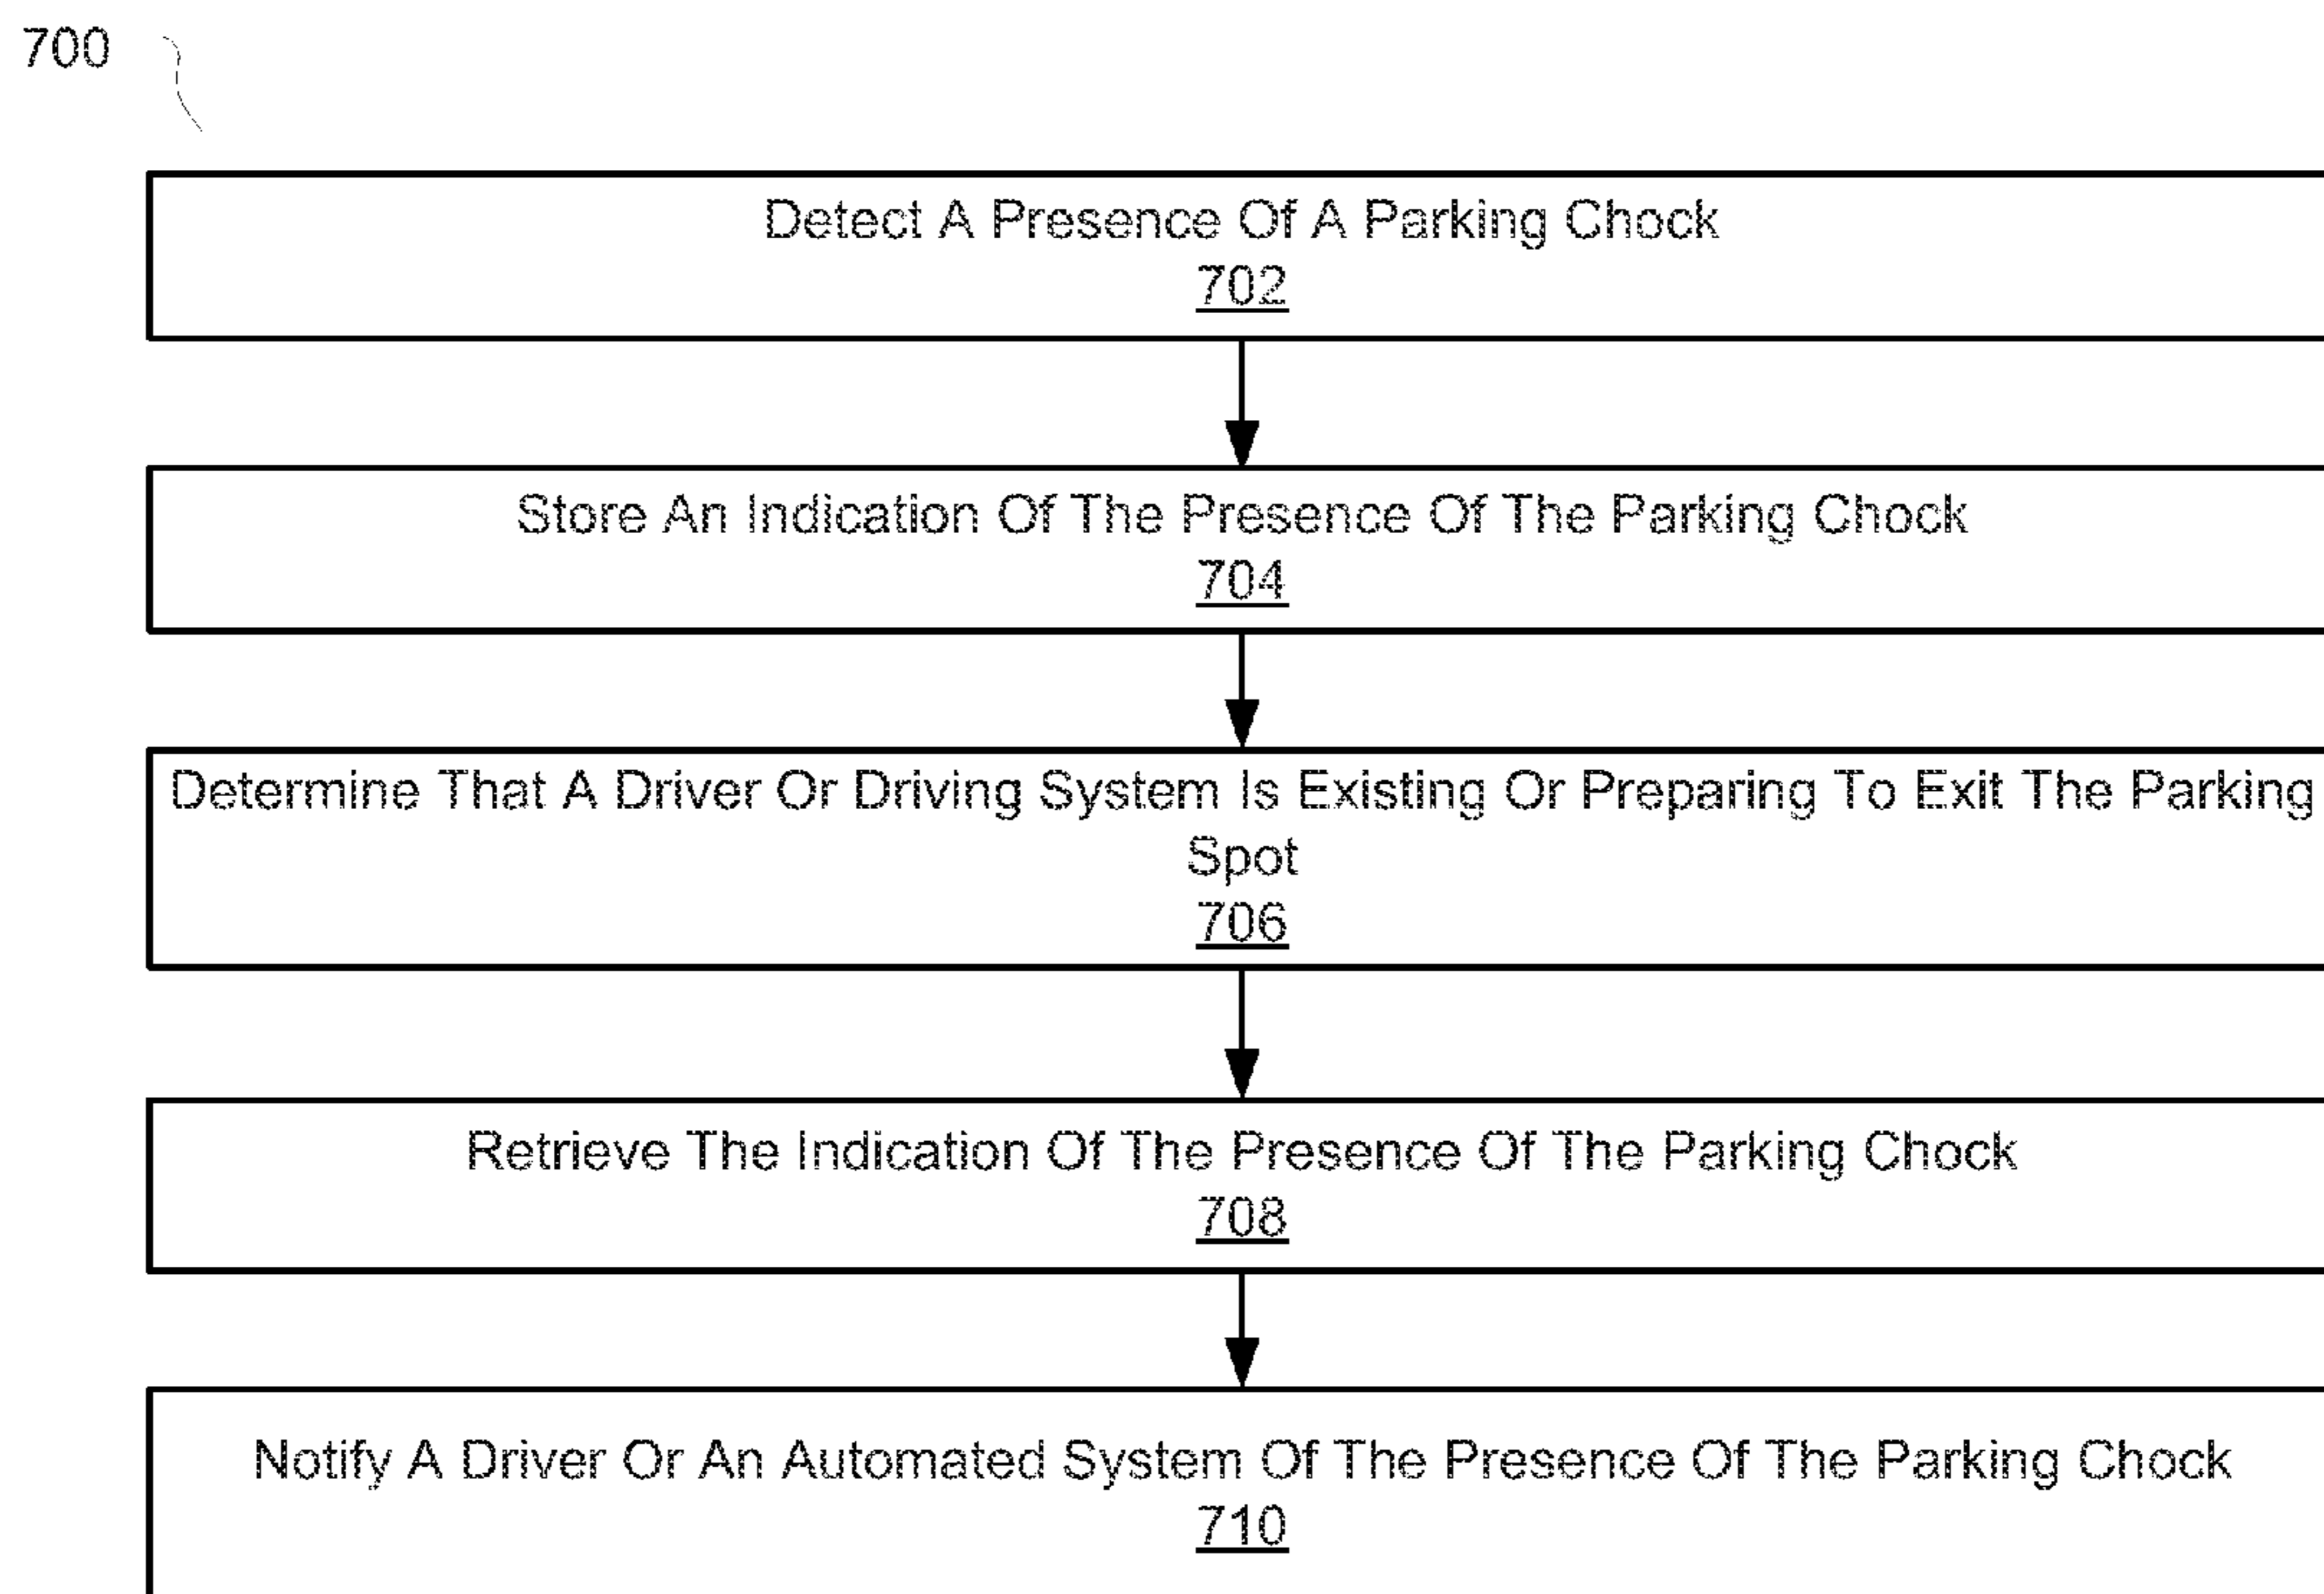 700
Detect A Presence Of A Parking Chock
702
Store An Indication Of The Presence Of The Parking Chock
704
Determine That A Driver Or Driving System Is Existing Or Preparing To Exit The Parking
Spot
706
Retrieve The Indication Of The Presence Of The Parking Chock
708
Notify A Driver Or An Automated System Of The Presence Of The Parking Chock
710